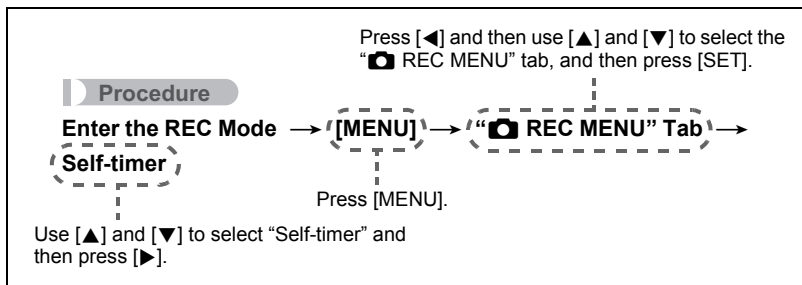 Press [◀] and then use [▲] and [▼] to select the
“📷 REC MENU” tab, and then press [SET].
Procedure
Enter the REC Mode → [MENU] → “📷 REC MENU” Tab →
Self-timer
Press [MENU].
Use [▲] and [▼] to select “Self-timer” and
then press [▶].